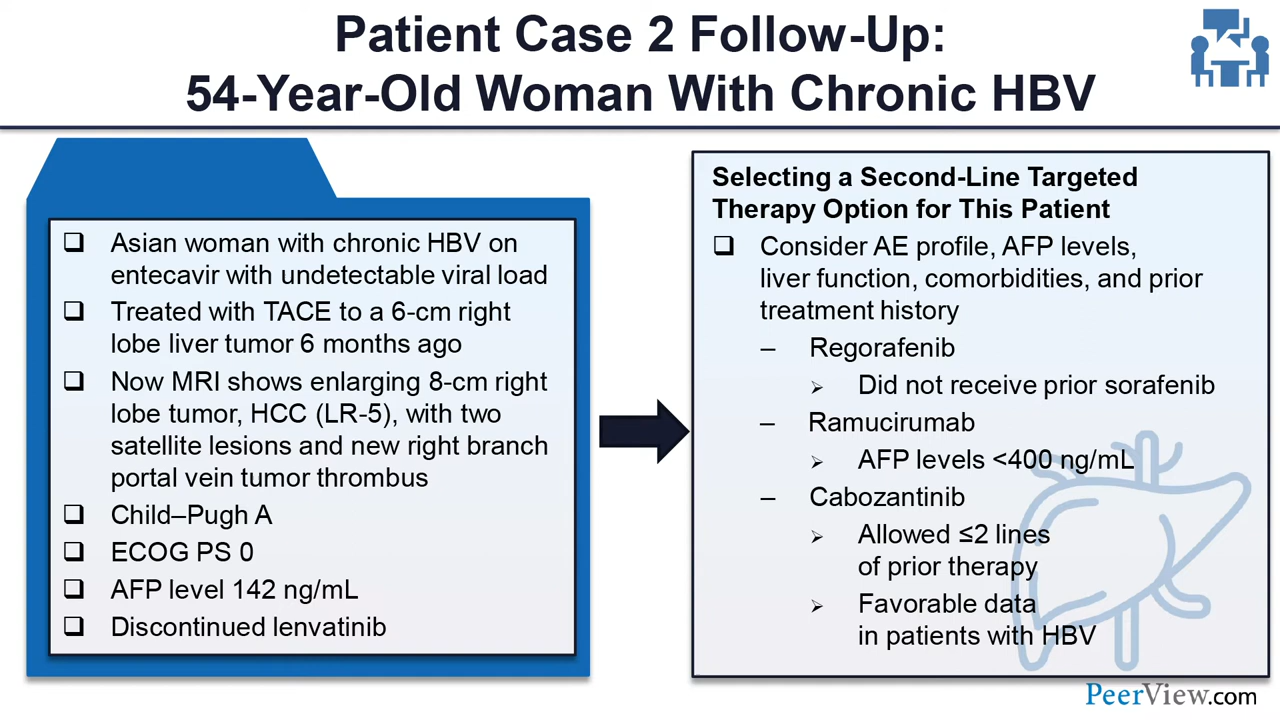 Patient Case 2 Follow-Up:
54-Year-Old Woman With Chronic HBV
❑ Asian woman with chronic HBV on
entecavir with undetectable viral load
❑ Treated with TACE to a 6-cm right
lobe liver tumor 6 months ago
❑ Now MRI shows enlarging 8-cm right
lobe tumor, HCC (LR-5), with two
satellite lesions and new right branch
portal vein tumor thrombus
❑ Child–Pugh A
❑ ECOG PS 0
❑ AFP level 142 ng/mL
❑ Discontinued lenvatinib
Selecting a Second-Line Targeted
Therapy Option for This Patient
❑ Consider AE profile, AFP levels,
liver function, comorbidities, and prior
treatment history
– Regorafenib
➢ Did not receive prior sorafenib
– Ramucirumab
➢ AFP levels <400 ng/mL
– Cabozantinib
➢ Allowed ≤2 lines
of prior therapy
➢ Favorable data
in patients with HBV
PeerView.com